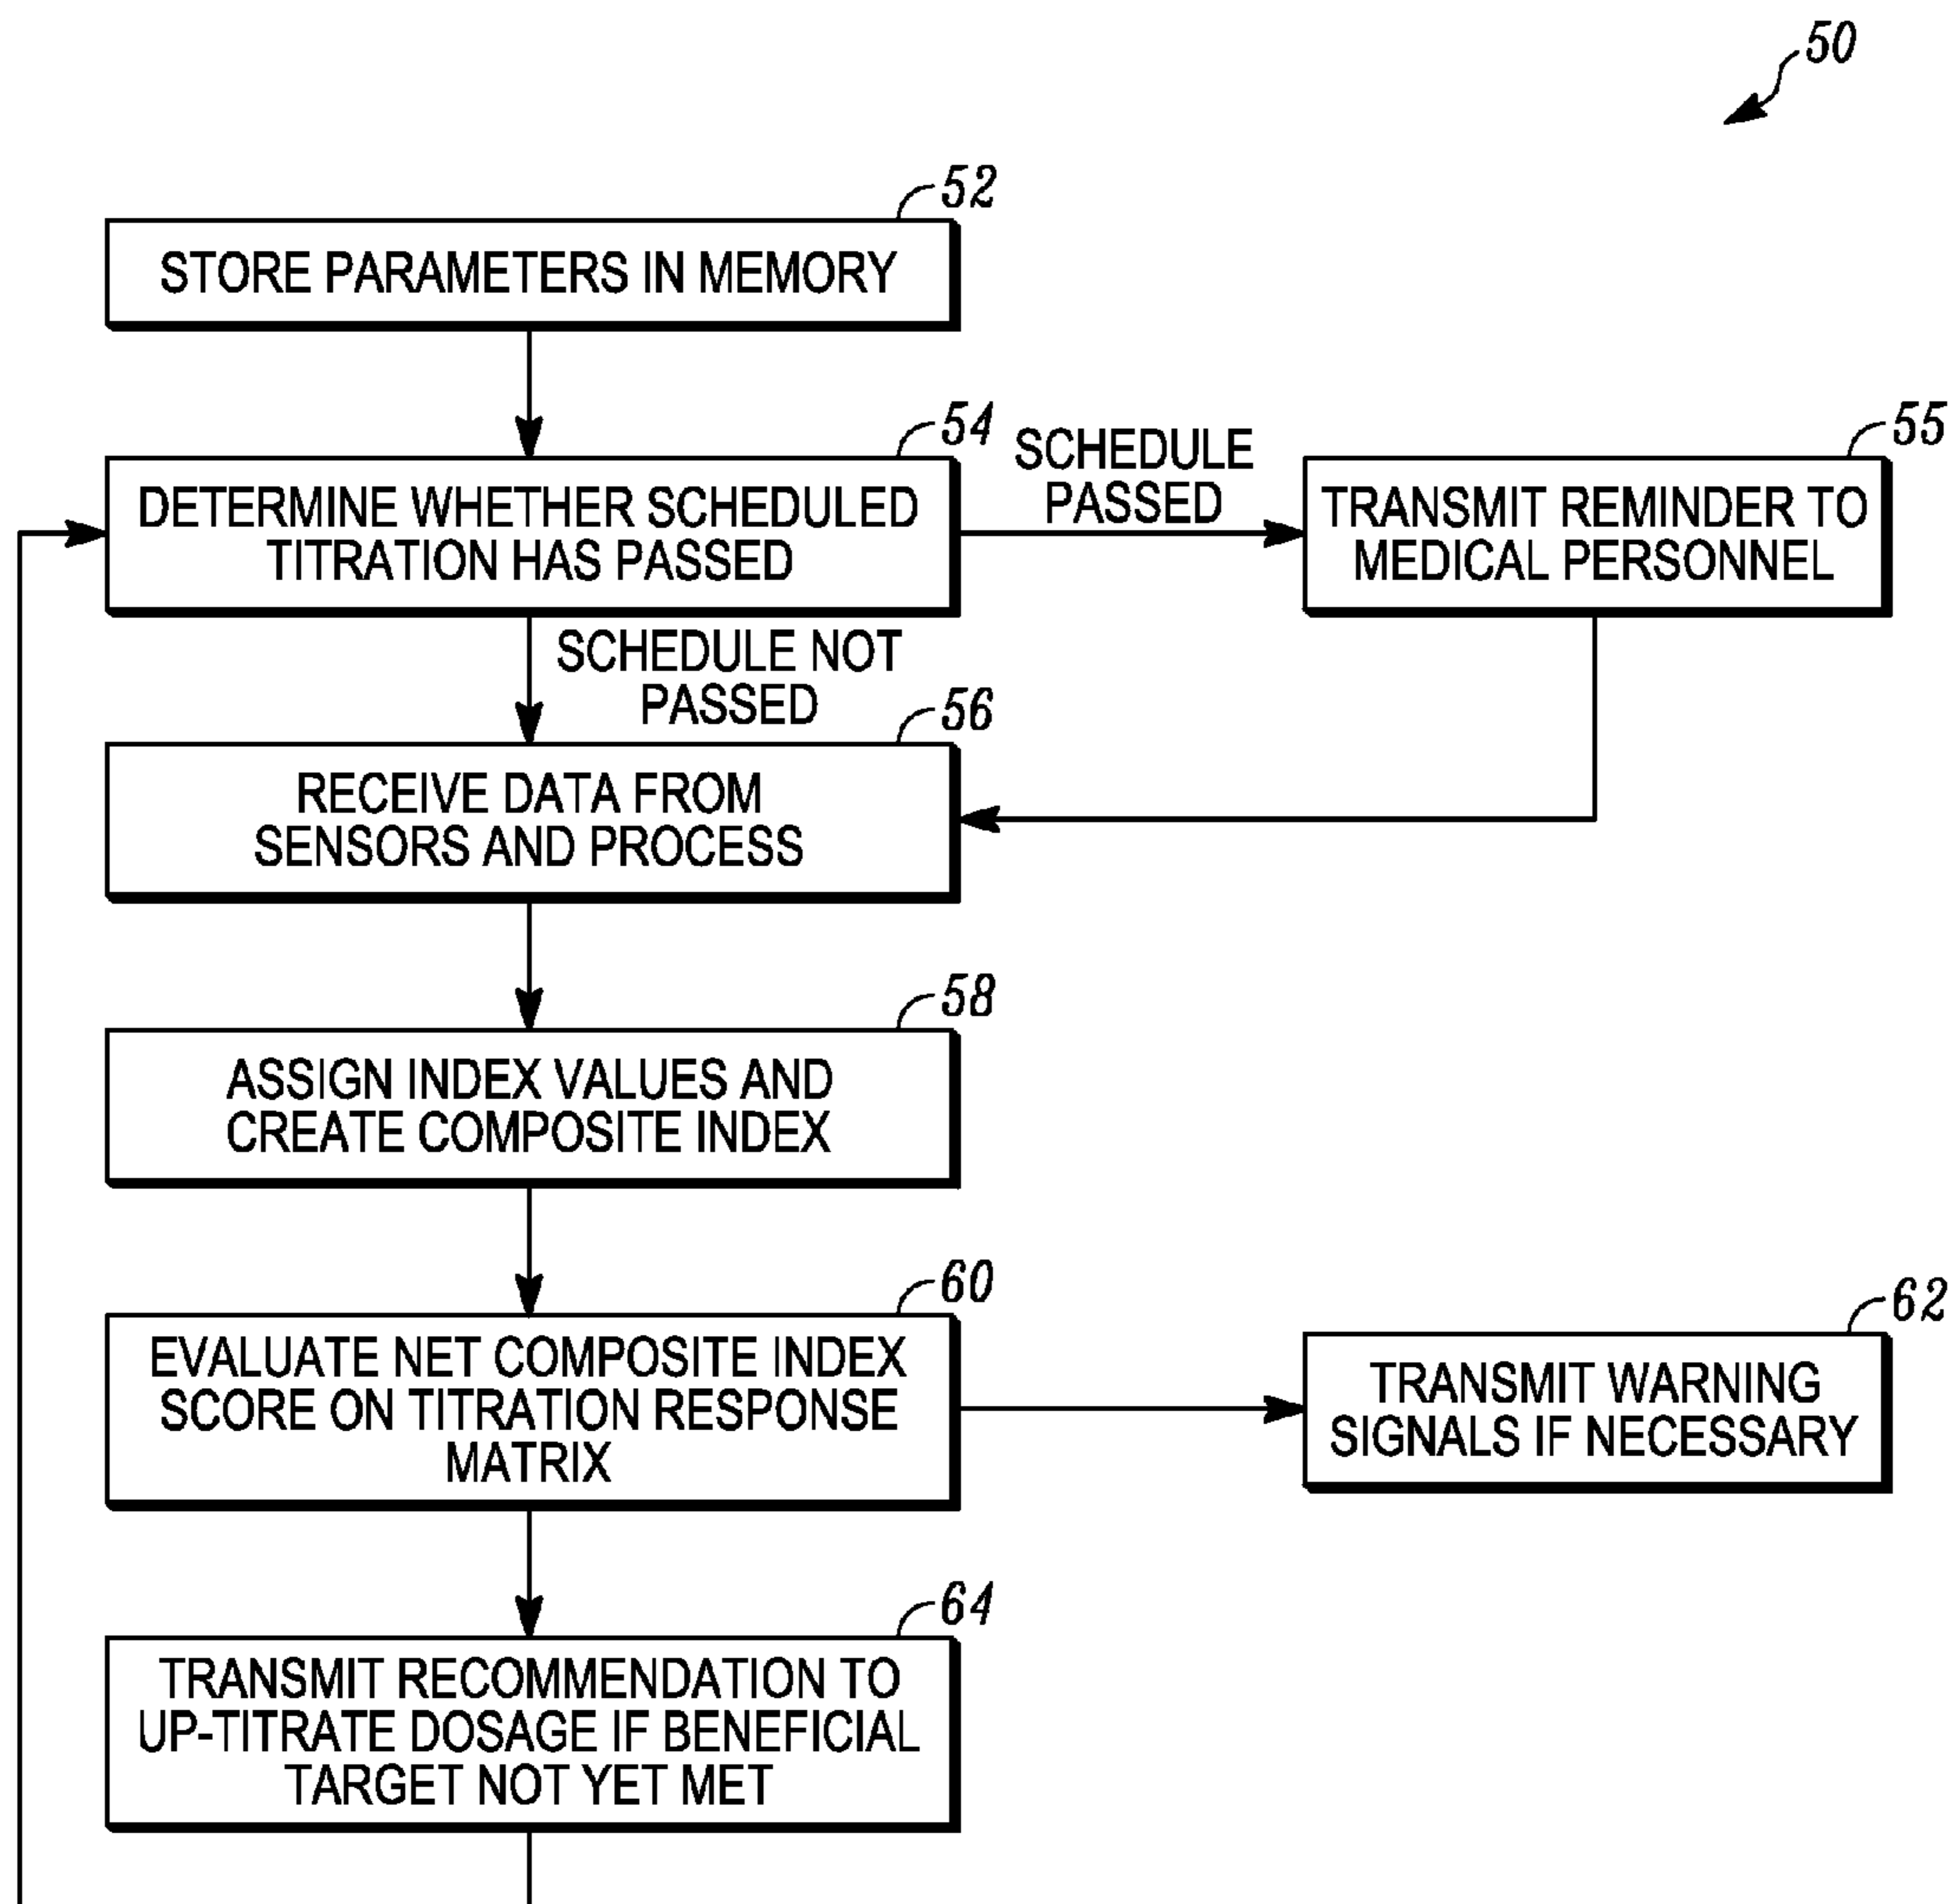 50
52
STORE PARAMETERS IN MEMORY
54
DETERMINE WHETHER SCHEDULED
TITRATION HAS PASSED
SCHEDULE
PASSED
55
TRANSMIT REMINDER TO
MEDICAL PERSONNEL
SCHEDULE NOT
PASSED
56
RECEIVE DATA FROM
SENSORS AND PROCESS
58
ASSIGN INDEX VALUES AND
CREATE COMPOSITE INDEX
60
EVALUATE NET COMPOSITE INDEX
SCORE ON TITRATION RESPONSE
MATRIX
62
TRANSMIT WARNING
SIGNALS IF NECESSARY
64
TRANSMIT RECOMMENDATION TO
UP-TITRATE DOSAGE IF BENEFICIAL
TARGET NOT YET MET